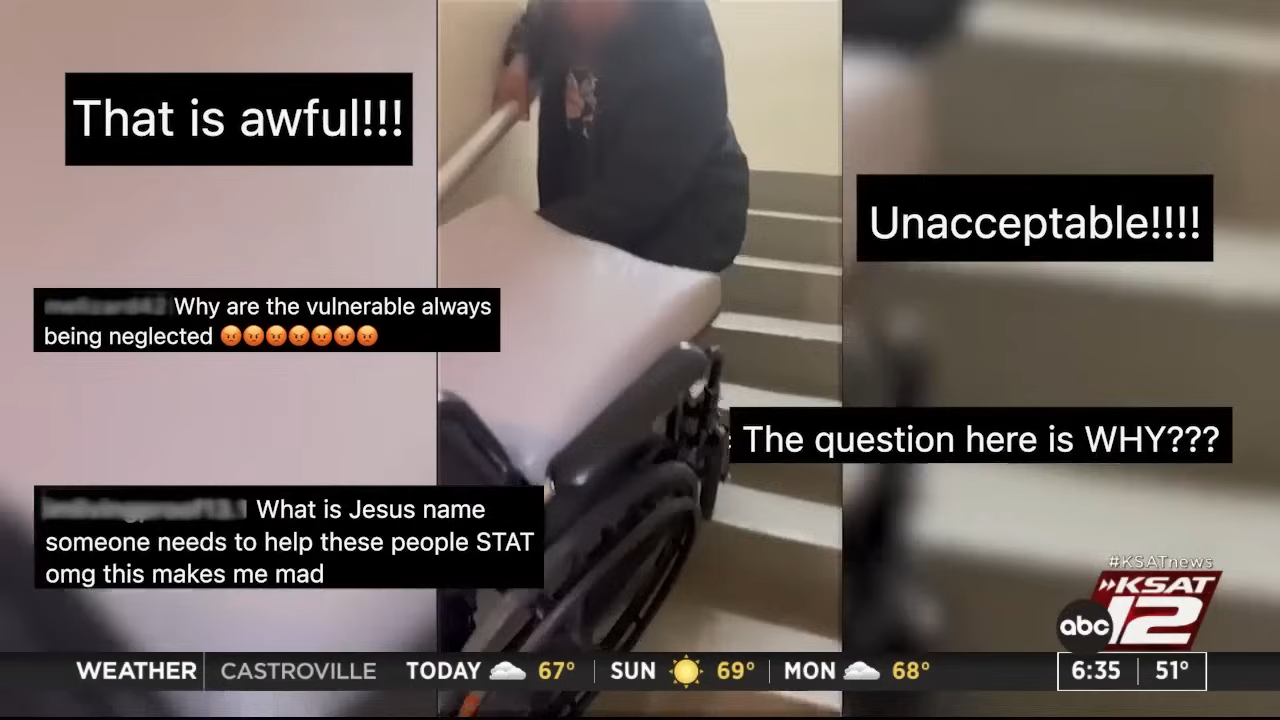 That is awful!!!
Unacceptable!!!!
Why are the vulnerable always
being neglected 😡😡😡😡😡😡😡
The question here is WHY???
What is Jesus name
someone needs to help these people STAT
omg this makes me mad
#KSATnews
KSAT
12
abc
WEATHER CASTROVILLE TODAY 67° SUN 69° MON 68° 6:35 51°